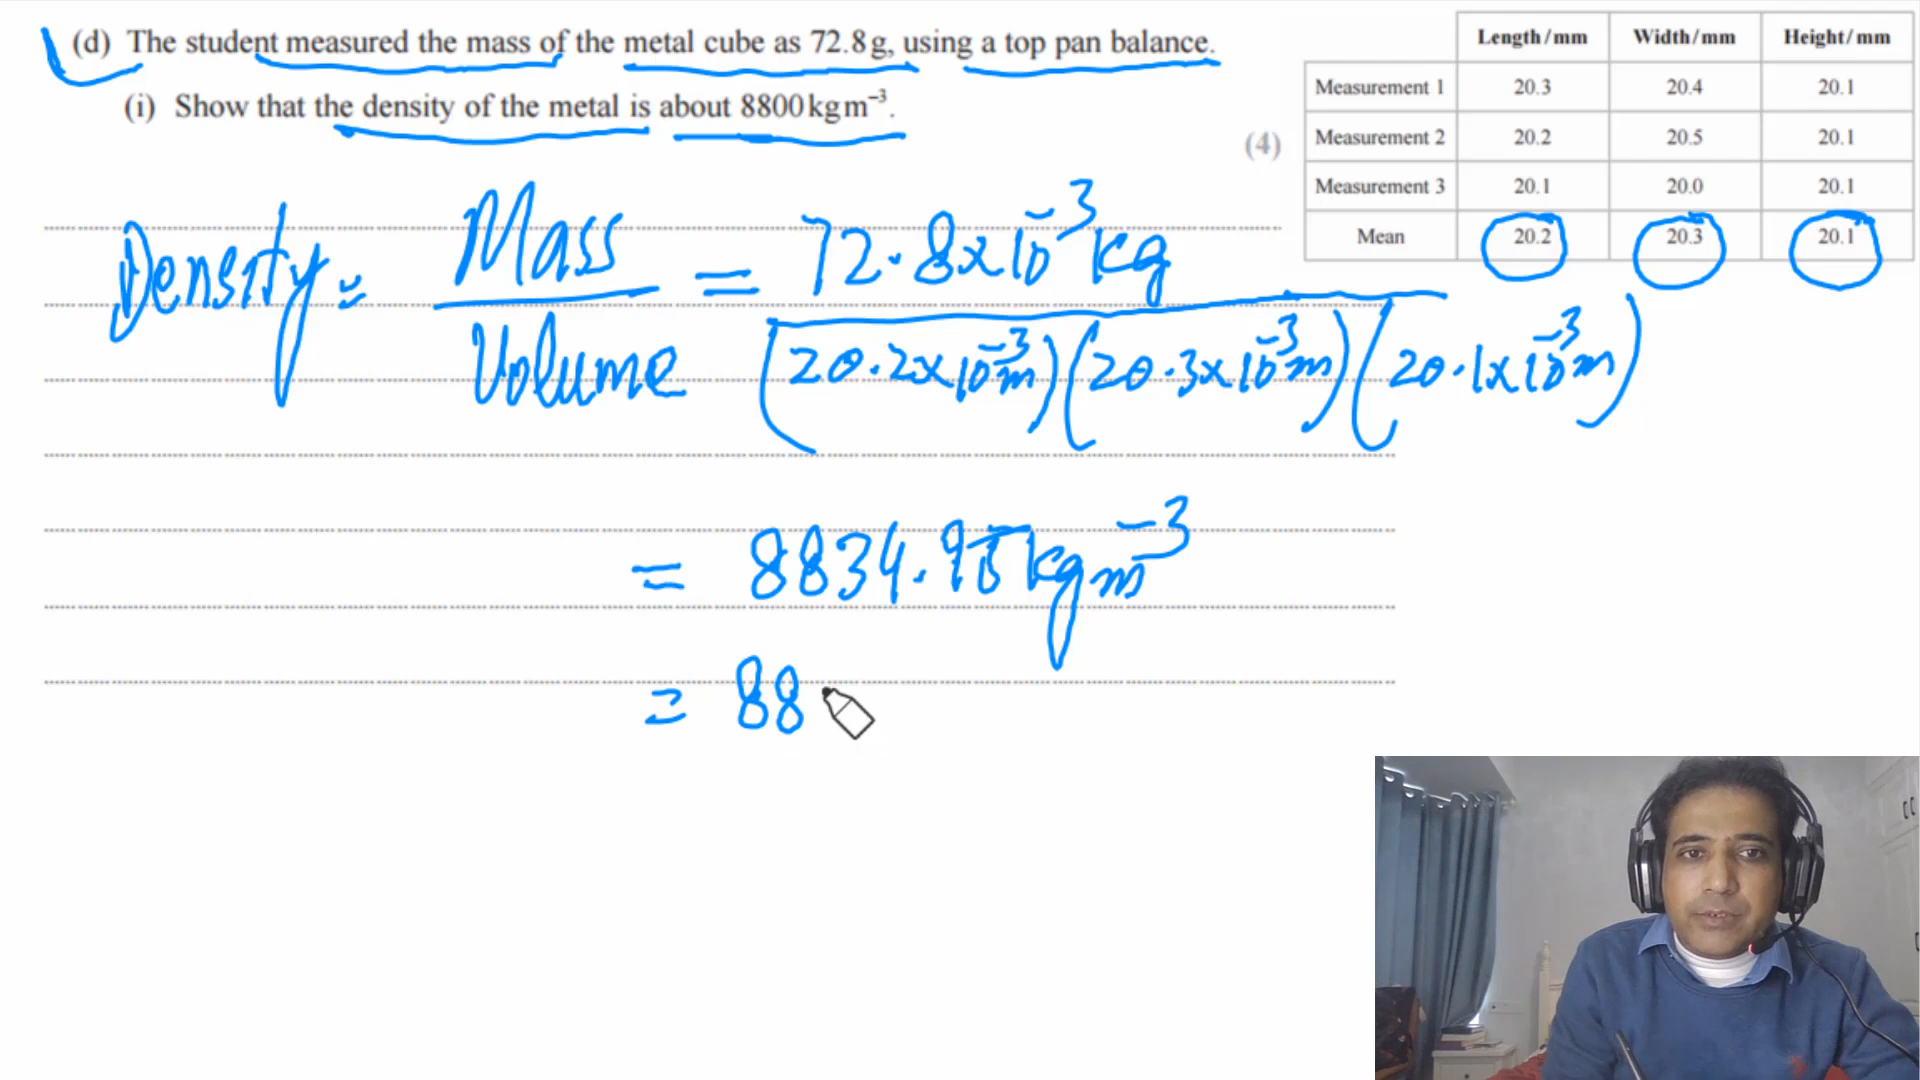 (d) The student measured the mass of the metal cube as 72.8 g, using a top pan balance.
(i) Show that the density of the metal is about 8800 kg m⁻³.
(4)
Length/mm Width/mm Height/mm
Measurement 1 20.3 20.4 20.1
Measurement 2 20.2 20.5 20.1
Measurement 3 20.1 20.0 20.1
Mean 20.2 20.3 20.1
Density = Mass / Volume = 72.8×10⁻³ kg / (20.2×10⁻³m)(20.3×10⁻³m)(20.1×10⁻³m)
= 8834.95 kg m⁻³
= 88